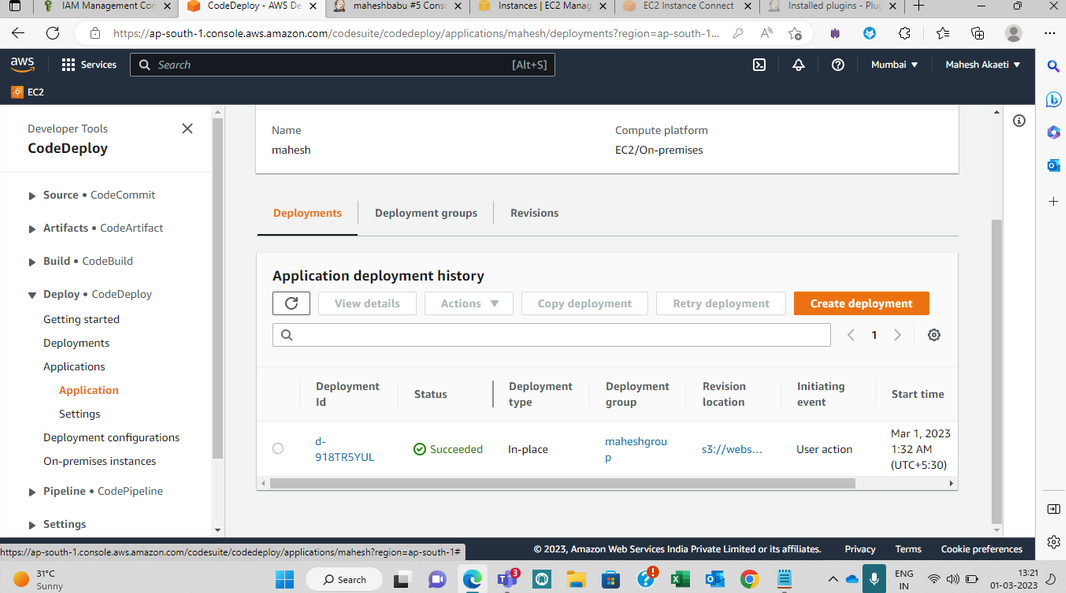 IAM Management Con
CodeDeploy - AWS De
maheshbabu #5 Conso
Instances | EC2 Manag
EC2 Instance Connect
Installed plugins - Plug
https://ap-south-1.console.aws.amazon.com/codesuite/codedeploy/applications/mahesh/deployments?region=ap-south-1...
aws
Services
Search
[Alt+S]
Mumbai
Mahesh Akaeti
EC2
Developer Tools
CodeDeploy
Source • CodeCommit
Artifacts • CodeArtifact
Build • CodeBuild
Deploy • CodeDeploy
Getting started
Deployments
Applications
Application
Settings
Deployment configurations
On-premises instances
Pipeline • CodePipeline
Settings
Name
mahesh
Compute platform
EC2/On-premises
Deployments
Deployment groups
Revisions
Application deployment history
View details
Actions
Copy deployment
Retry deployment
Create deployment
1
Deployment
Id
Status
Deployment
type
Deployment
group
Revision
location
Initiating
event
Start time
d-
918TR5YUL
Succeeded
In-place
maheshgrou
p
s3://webs...
User action
Mar 1, 2023
1:32 AM
(UTC+5:30)
https://ap-south-1.console.aws.amazon.com/codesuite/codedeploy/applications/mahesh?region=ap-south-1#
© 2023, Amazon Web Services India Private Limited or its affiliates.
Privacy
Terms
Cookie preferences
31°C
Sunny
Search
3
ENG
IN
13:21
01-03-2023